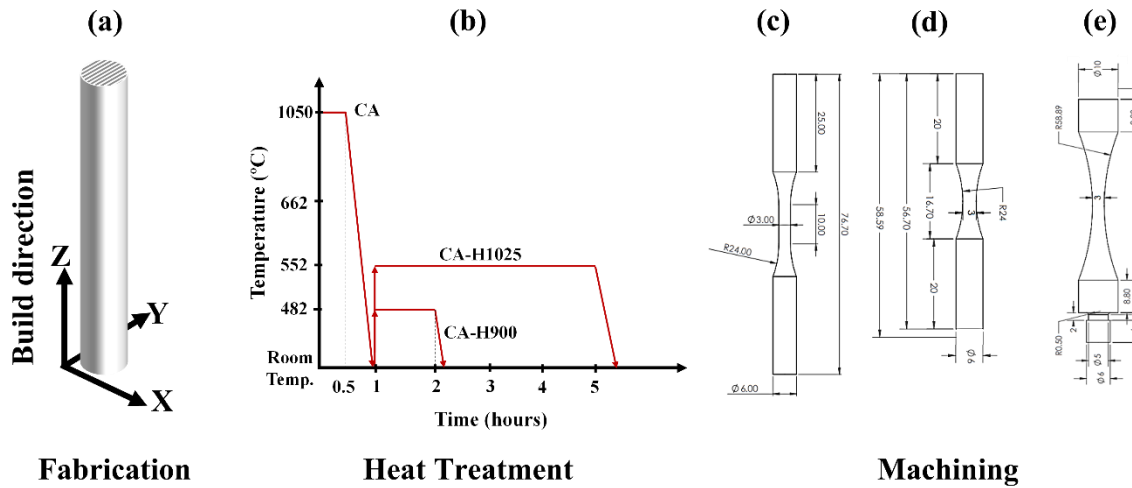 (a)
(b)
(c)
(d)
(e)
Build direction
Z
Y
X
Temperature (°C)
1050
662
552
482
Room
Temp.
CA
CA-H1025
CA-H900
0.5
1
2
3
4
5
Time (hours)
25.00
76.70
10.00
Ø3.00
R24.00
Ø6.00
58.59
56.70
20
16.70
20
R24
3
Ø6
Ø10
R58.89
3
8.80
2
R0.50
Ø5
Ø6
Fabrication
Heat Treatment
Machining